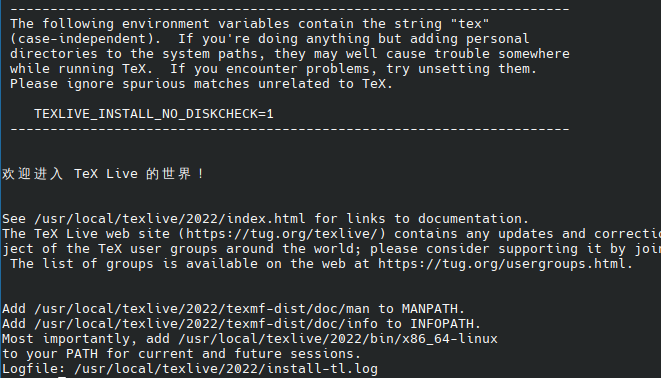 ----------------------------------------------------------------------
The following environment variables contain the string "tex"
(case-independent).  If you're doing anything but adding personal
directories to the system paths, they may well cause trouble somewhere
while running TeX.  If you encounter problems, try unsetting them.
Please ignore spurious matches unrelated to TeX.
TEXLIVE_INSTALL_NO_DISKCHECK=1
----------------------------------------------------------------------
欢迎进入 TeX Live 的世界！
See /usr/local/texlive/2022/index.html for links to documentation.
The TeX Live web site (https://tug.org/texlive/) contains any updates and correctio
ject of the TeX user groups around the world; please consider supporting it by joi
The list of groups is available on the web at https://tug.org/usergroups.html.
Add /usr/local/texlive/2022/texmf-dist/doc/man to MANPATH.
Add /usr/local/texlive/2022/texmf-dist/doc/info to INFOPATH.
Most importantly, add /usr/local/texlive/2022/bin/x86_64-linux
to your PATH for current and future sessions.
Logfile: /usr/local/texlive/2022/install-tl.log